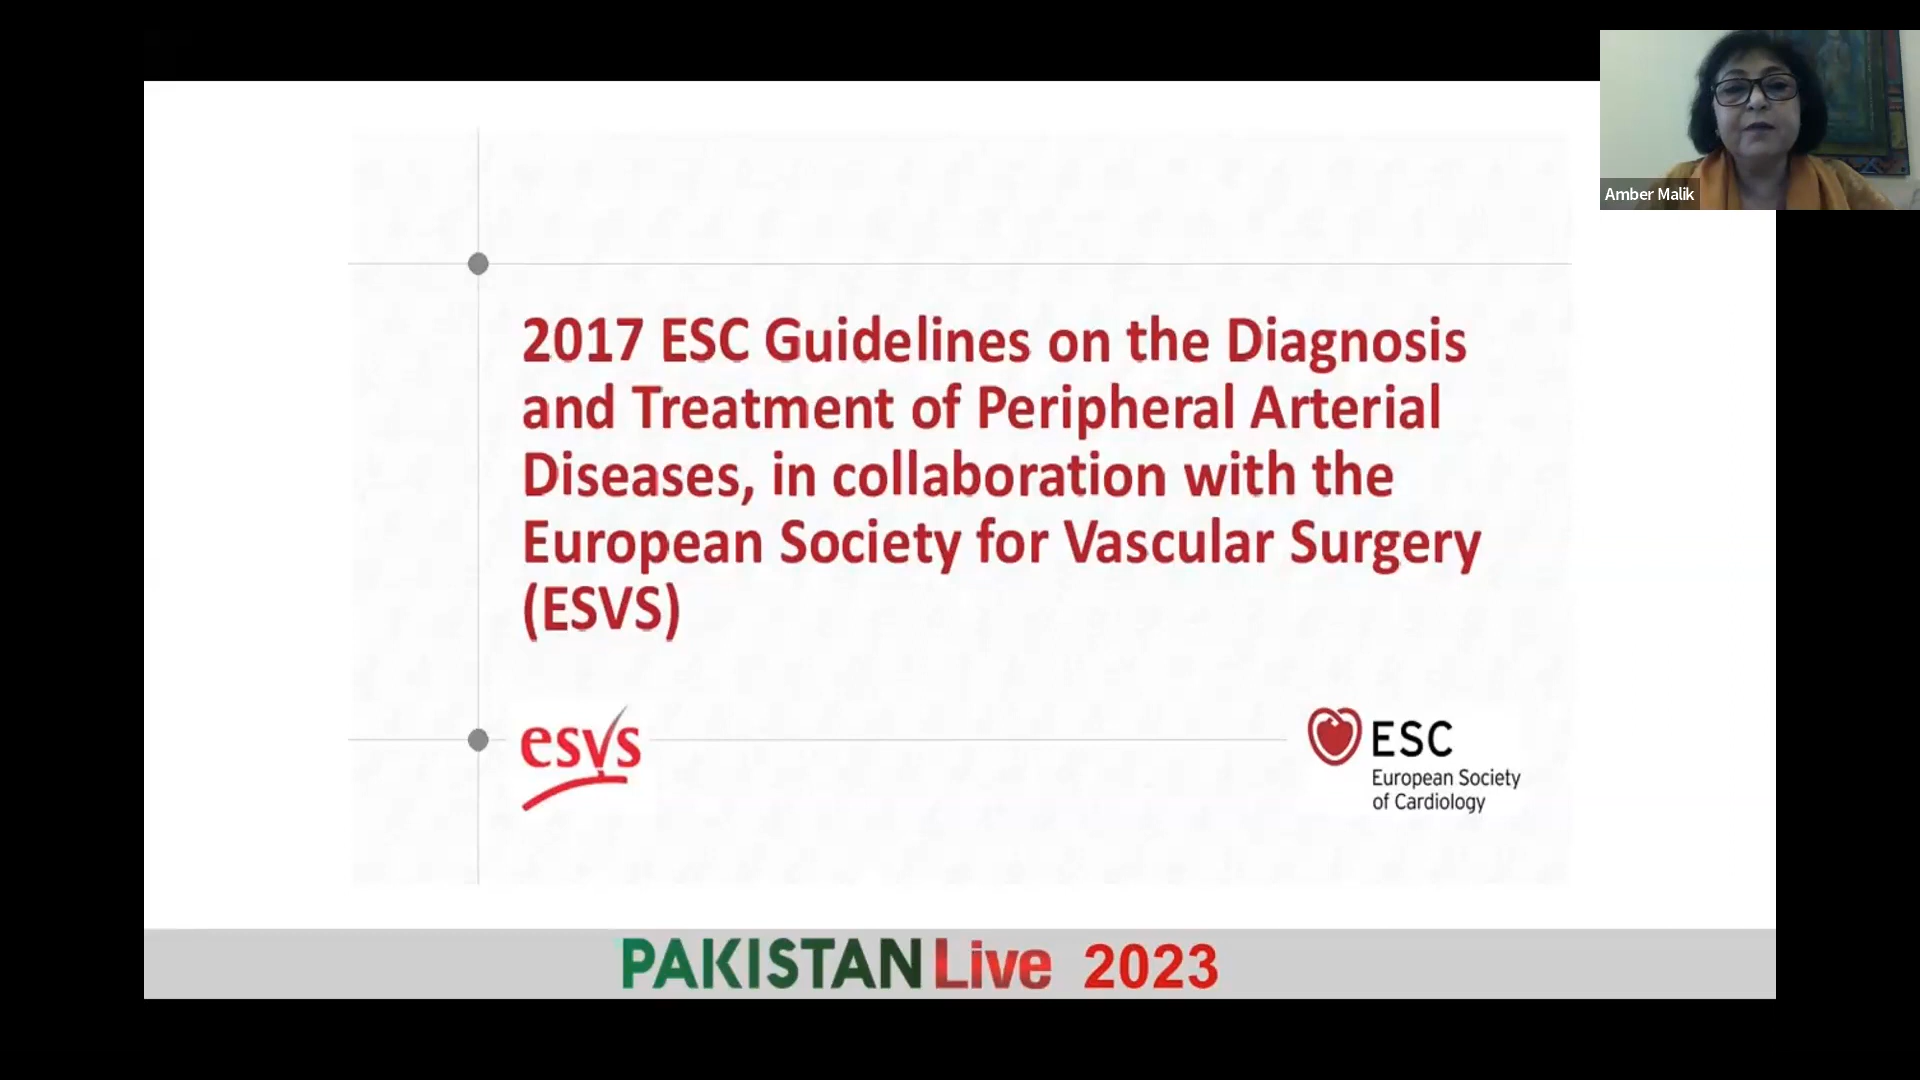 Amber Malik
2017 ESC Guidelines on the Diagnosis
and Treatment of Peripheral Arterial
Diseases, in collaboration with the
European Society for Vascular Surgery
(ESVS)
esvs
ESC
European Society
of Cardiology
PAKISTAN Live 2023